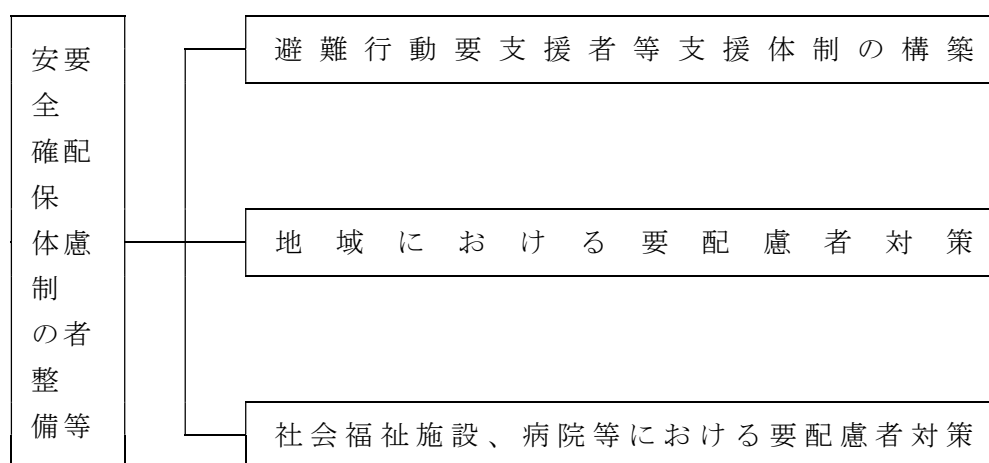 要配慮者等
安全確保体制の整備
避難行動要支援者等支援体制の構築
地域における要配慮者対策
社会福祉施設、病院等における要配慮者対策